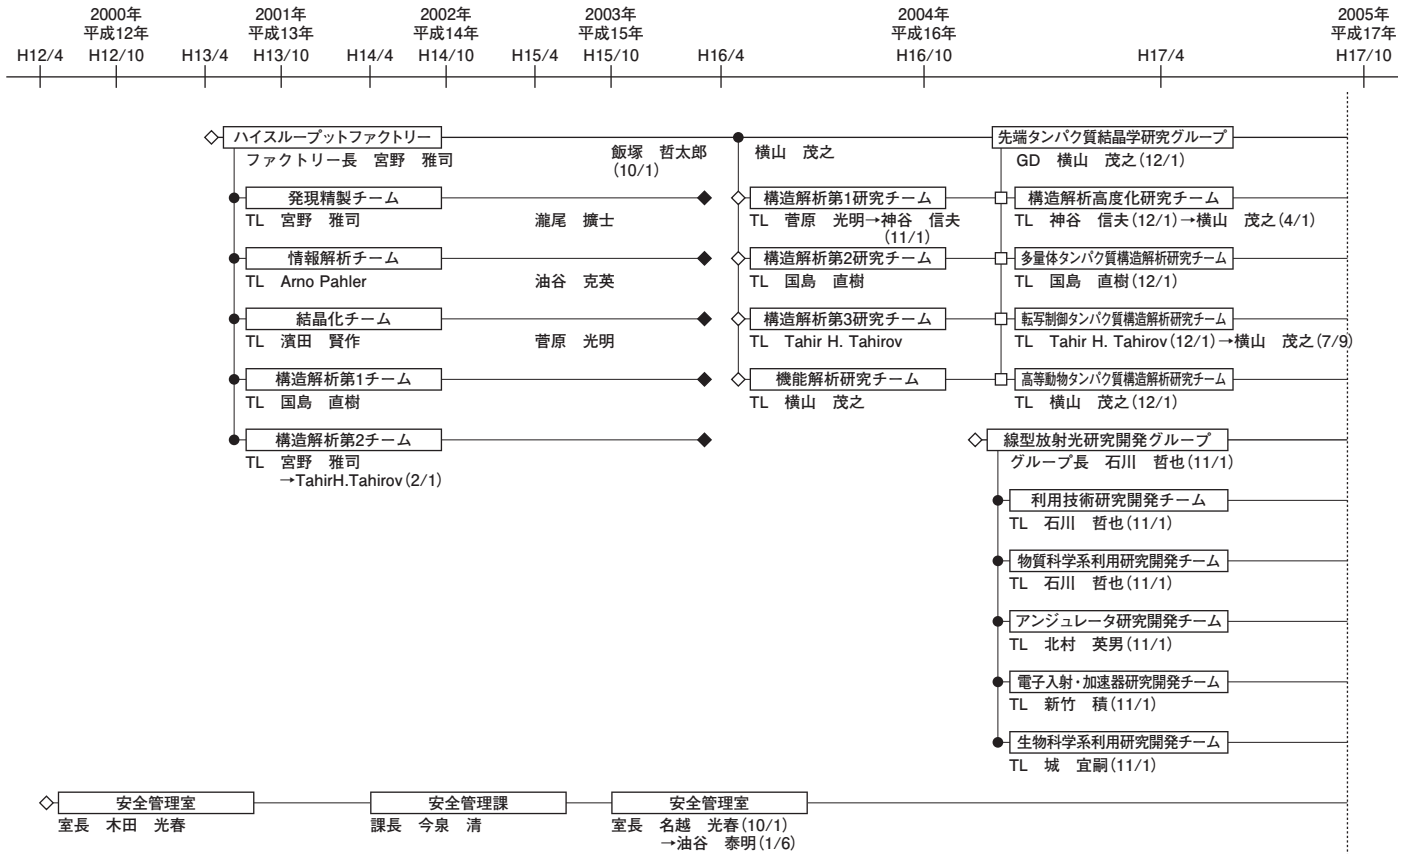 2000年 2001年 2002年 2003年 2004年 2005年
平成12年 平成13年 平成14年 平成15年 平成16年 平成17年
H12/4 H12/10 H13/4 H13/10 H14/4 H14/10 H15/4 H15/10 H16/4 H16/10 H17/4 H17/10
ハイスループットファクトリー
ファクトリー長 宮野 雅司
飯塚 哲太郎
(10/1)
横山 茂之
先端タンパク質結晶学研究グループ
GD 横山 茂之(12/1)
発現精製チーム
TL 宮野 雅司
瀧尾 擴士
構造解析第1研究チーム
TL 菅原 光明→神谷 信夫
(11/1)
構造解析高度化研究チーム
TL 神谷 信夫(12/1)→横山 茂之(4/1)
情報解析チーム
TL Arno Pahler
油谷 克英
構造解析第2研究チーム
TL 国島 直樹
多量体タンパク質構造解析研究チーム
TL 国島 直樹(12/1)
結晶化チーム
TL 濱田 賢作
菅原 光明
構造解析第3研究チーム
TL Tahir H. Tahirov
転写制御タンパク質構造解析研究チーム
TL Tahir H. Tahirov(12/1)→横山 茂之(7/9)
構造解析第1チーム
TL 国島 直樹
機能解析研究チーム
TL 横山 茂之
高等動物タンパク質構造解析研究チーム
TL 横山 茂之(12/1)
構造解析第2チーム
TL 宮野 雅司
→TahirH.Tahirov(2/1)
線型放射光研究開発グループ
グループ長 石川 哲也(11/1)
利用技術研究開発チーム
TL 石川 哲也(11/1)
物質科学系利用研究開発チーム
TL 石川 哲也(11/1)
アンジュレータ研究開発チーム
TL 北村 英男(11/1)
電子入射・加速器研究開発チーム
TL 新竹 積(11/1)
生物科学系利用研究開発チーム
TL 城 宜嗣(11/1)
安全管理室
室長 木田 光春
安全管理課
課長 今泉 清
安全管理室
室長 名越 光春(10/1)
→油谷 泰明(1/6)